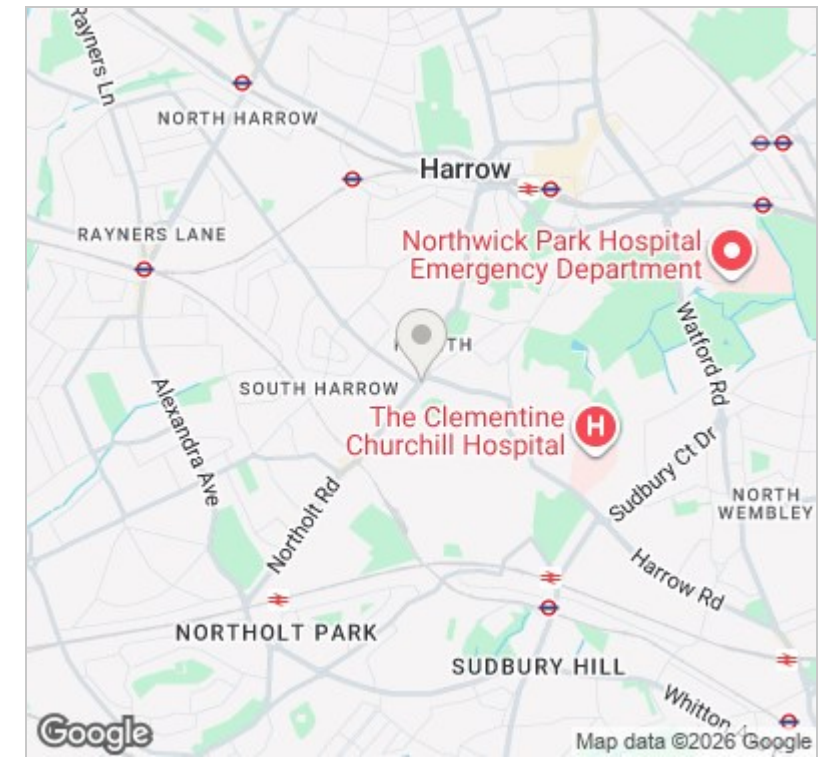 Rayners Ln
NORTH HARROW
Harrow
RAYNERS LANE
Northwick Park Hospital
Emergency Department
Watford Rd
SOUTH HARROW
The Clementine
Churchill Hospital
H
Alexandra Ave
Sudbury Ct Dr
NORTH
WEMBLEY
Northolt Rd
Harrow Rd
NORTHOLT PARK
SUDBURY HILL
Whitton
Google
Map data ©2026 Google